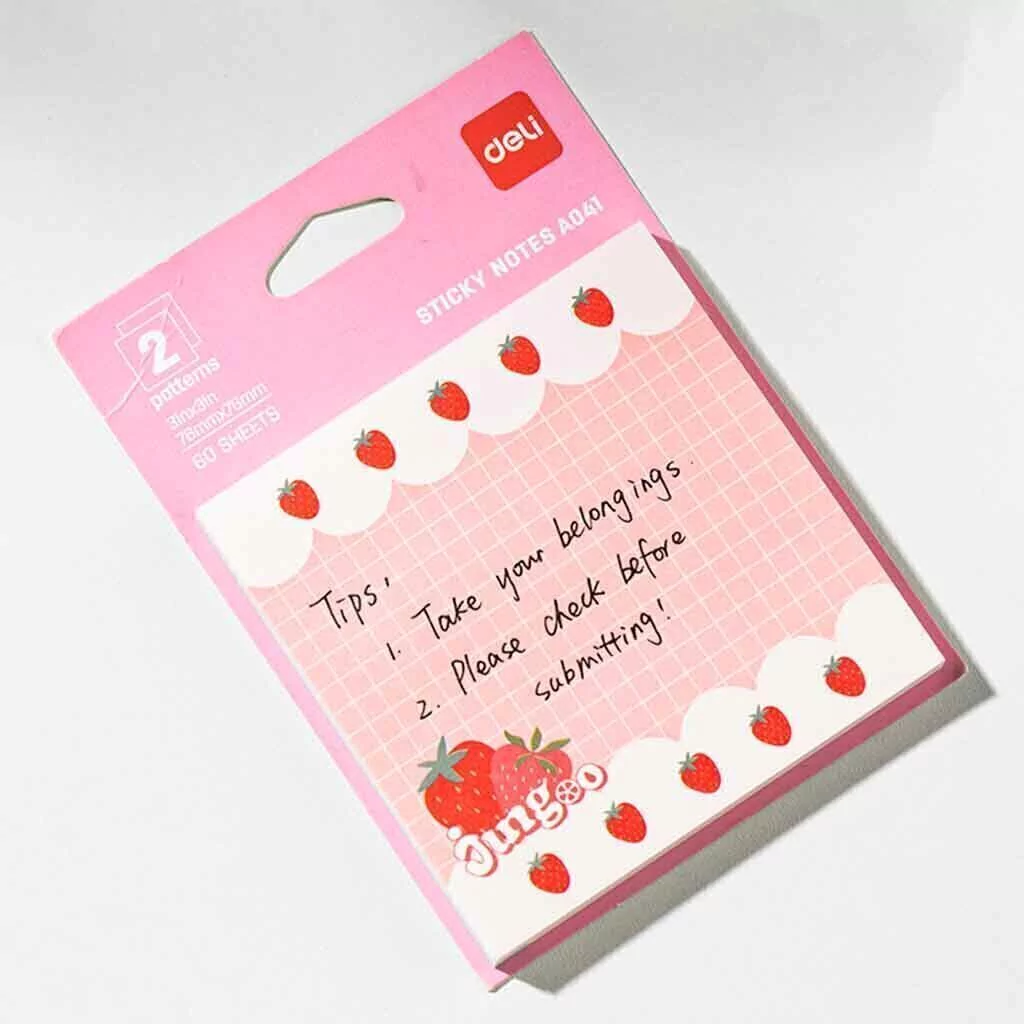 deli
STICKY NOTES A041
2
patterns
3inx3in
76mmx76mm
60 SHEETS
Tips,
1. Take your belongings.
2. Please check before
submitting!
jungoo